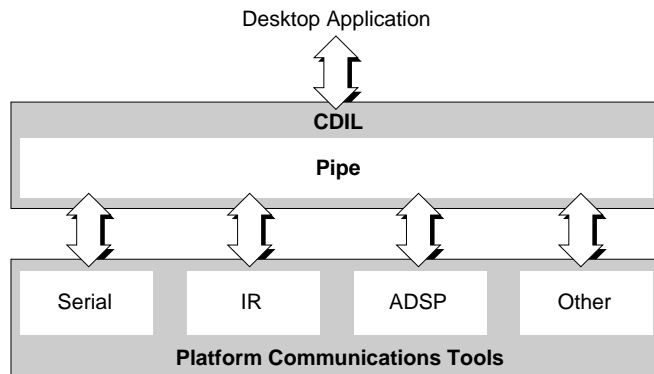 Desktop Application
CDIL
Pipe
Serial IR ADSP Other
Platform Communications Tools